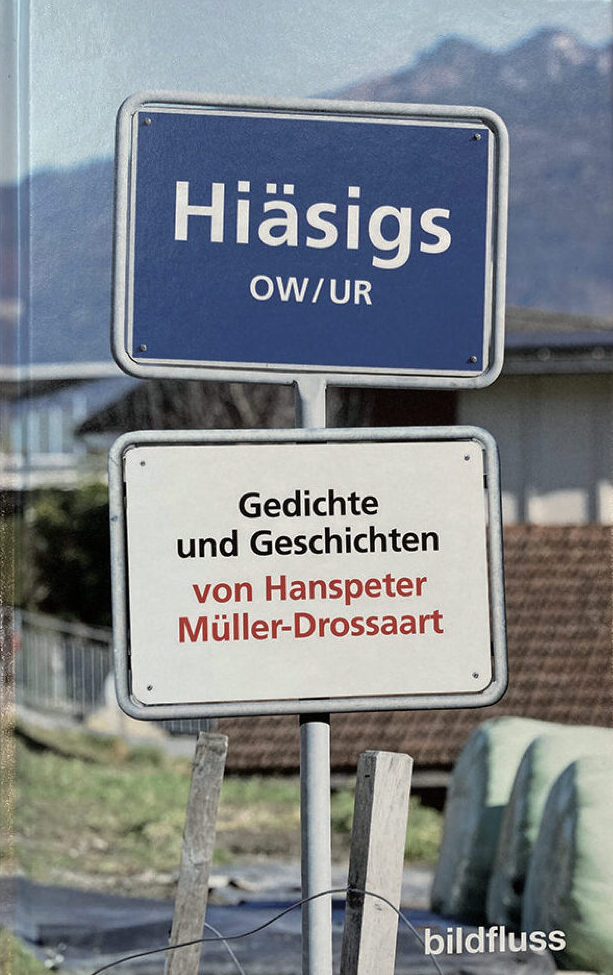 Hiäsigs
OW/UR
Gedichte
und Geschichten
von Hanspeter
Müller-Drossaart
bildfluss